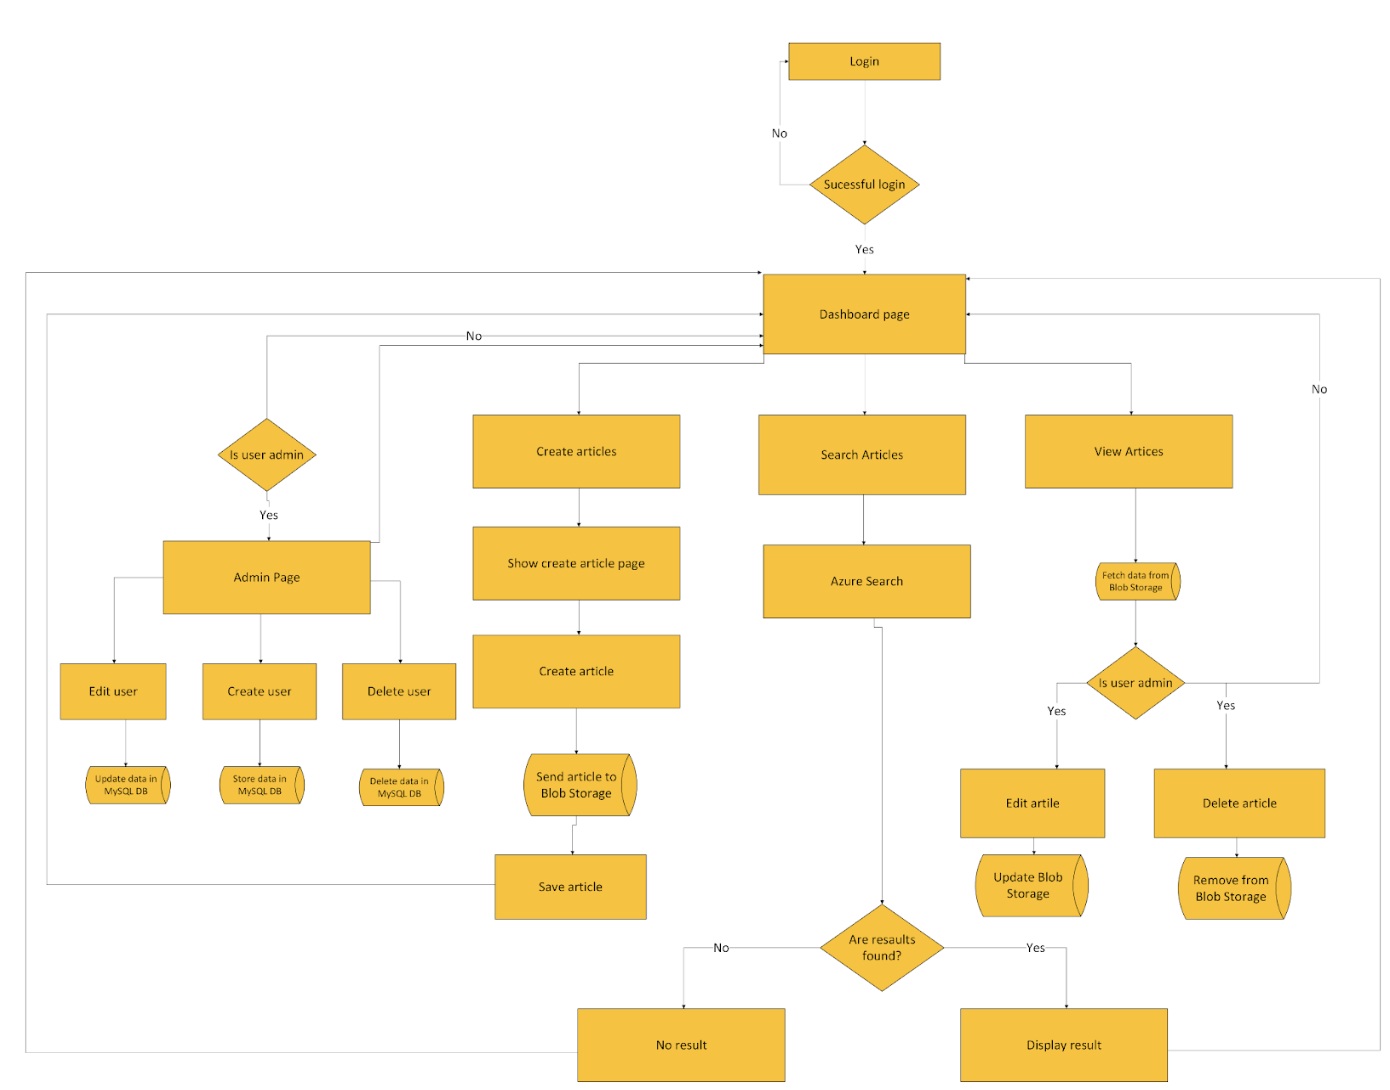 Login
No
Sucessful login
Yes
Dashboard page
No
No
Is user admin
Create articles
Search Articles
View Artices
Yes
Admin Page
Show create article page
Azure Search
Fetch data from
Blob Storage
Edit user
Create user
Delete user
Create article
Is user admin
Yes
Yes
Update data in
MySQL DB
Store data in
MySQL DB
Delete data in
MySQL DB
Send article to
Blob Storage
Edit artile
Delete article
Save article
Update Blob
Storage
Remove from
Blob Storage
Are resaults
found?
No
Yes
No result
Display result